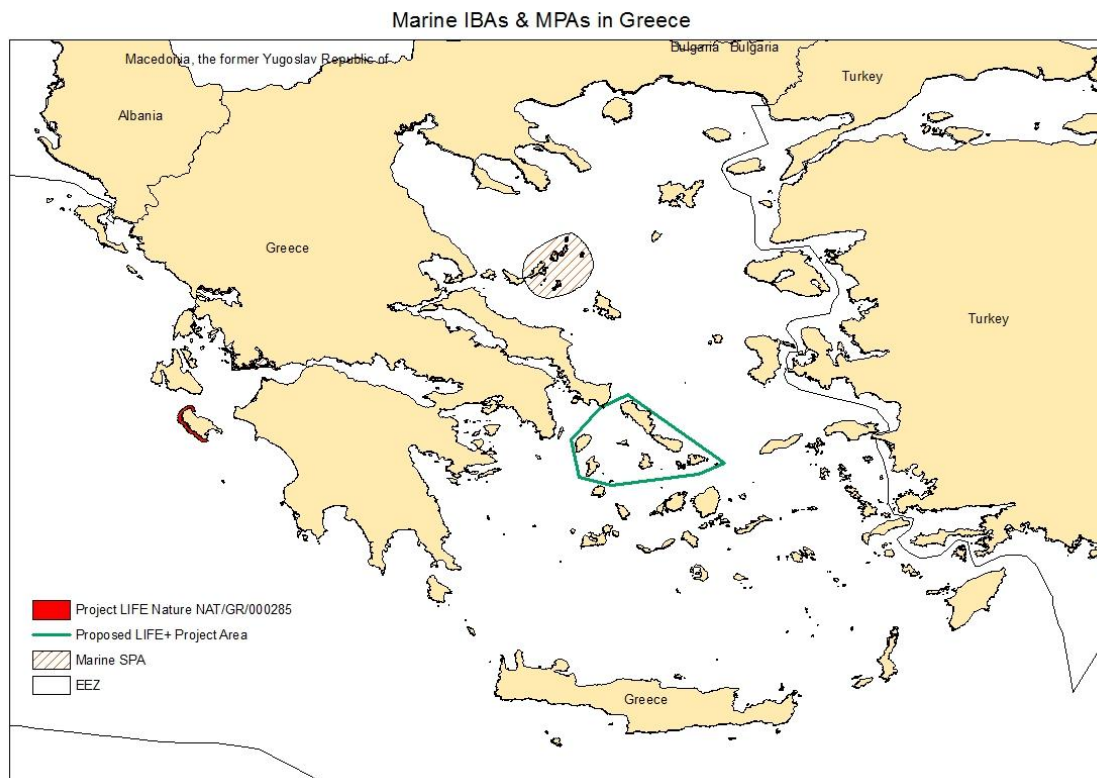 Marine IBAs & MPAs in Greece
Bulgaria Bulgaria
Macedonia, the former Yugoslav Republic of
Turkey
Albania
Greece
Turkey
Project LIFE Nature NAT/GR/000285
Proposed LIFE+ Project Area
Marine SPA
EEZ
Greece